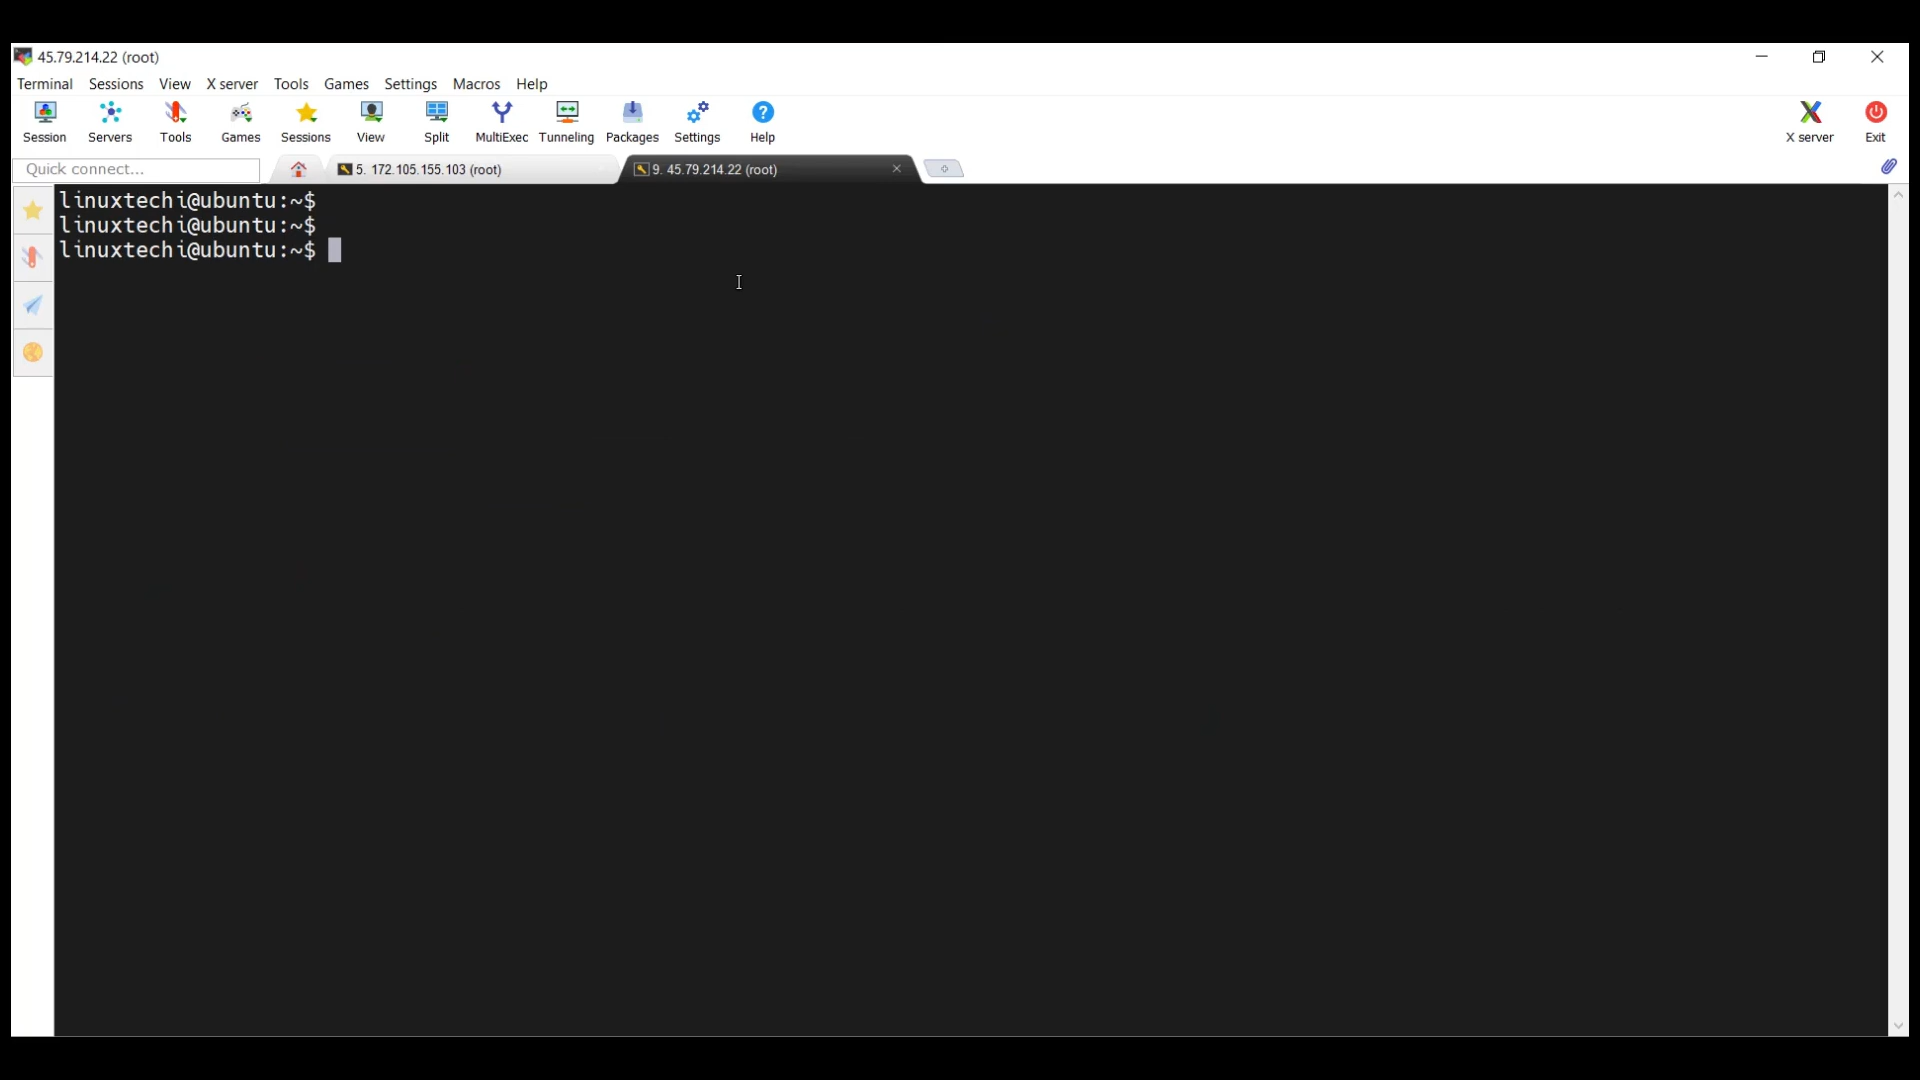 45.79.214.22 (root)
Terminal Sessions View X server Tools Games Settings Macros Help
Session Servers Tools Games Sessions View Split MultiExec Tunneling Packages Settings Help X server Exit
Quick connect... 5. 172.105.155.103 (root) 9. 45.79.214.22 (root)
linuxtechi@ubuntu:~$
linuxtechi@ubuntu:~$
linuxtechi@ubuntu:~$